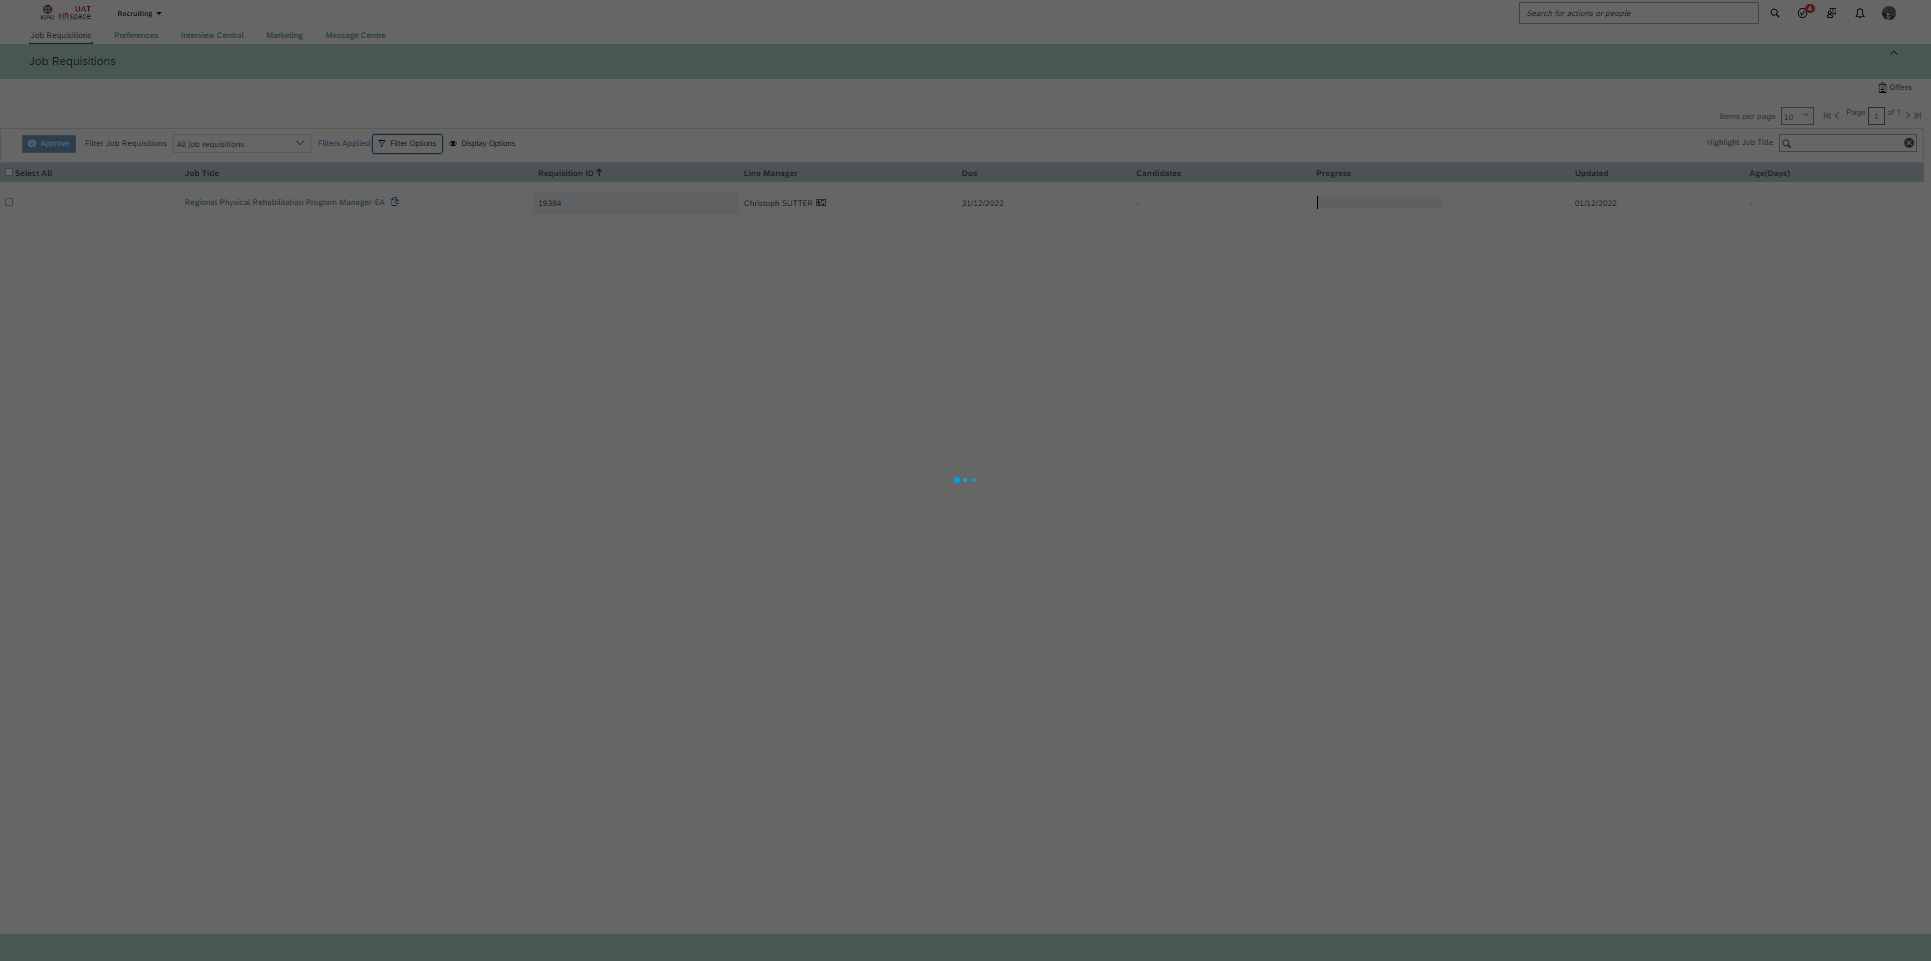 UAT
ICRC HRspace
Recruiting
Search for actions or people
4
Job Requisitions
Preferences
Interview Central
Marketing
Message Centre
Job Requisitions
Offers
Items per page 10
Page 1 of 1
Approve
Filter Job Requisitions
All job requisitions
Filters Applied
Filter Options
Display Options
Highlight Job Title
Select All
Job Title
Requisition ID
Line Manager
Due
Candidates
Progress
Updated
Age(Days)
Regional Physical Rehabilitation Program Manager-EA
19384
Christoph SUTTER
31/12/2022
-
01/12/2022
-